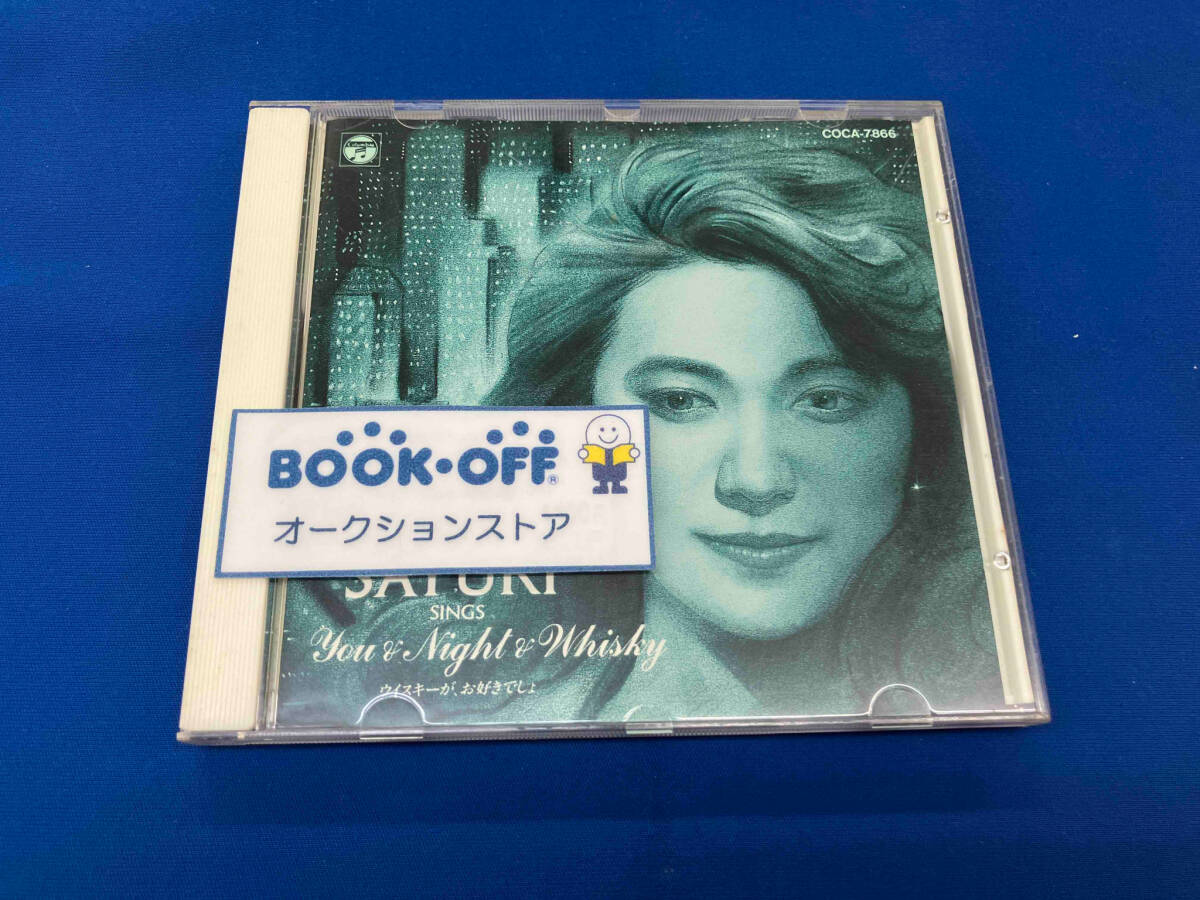 COCA-7866
BOOK・OFF®
オークションストア
SAYURI
SINGS
You & Night & Whisky
ウイスキーが、お好きでしょ